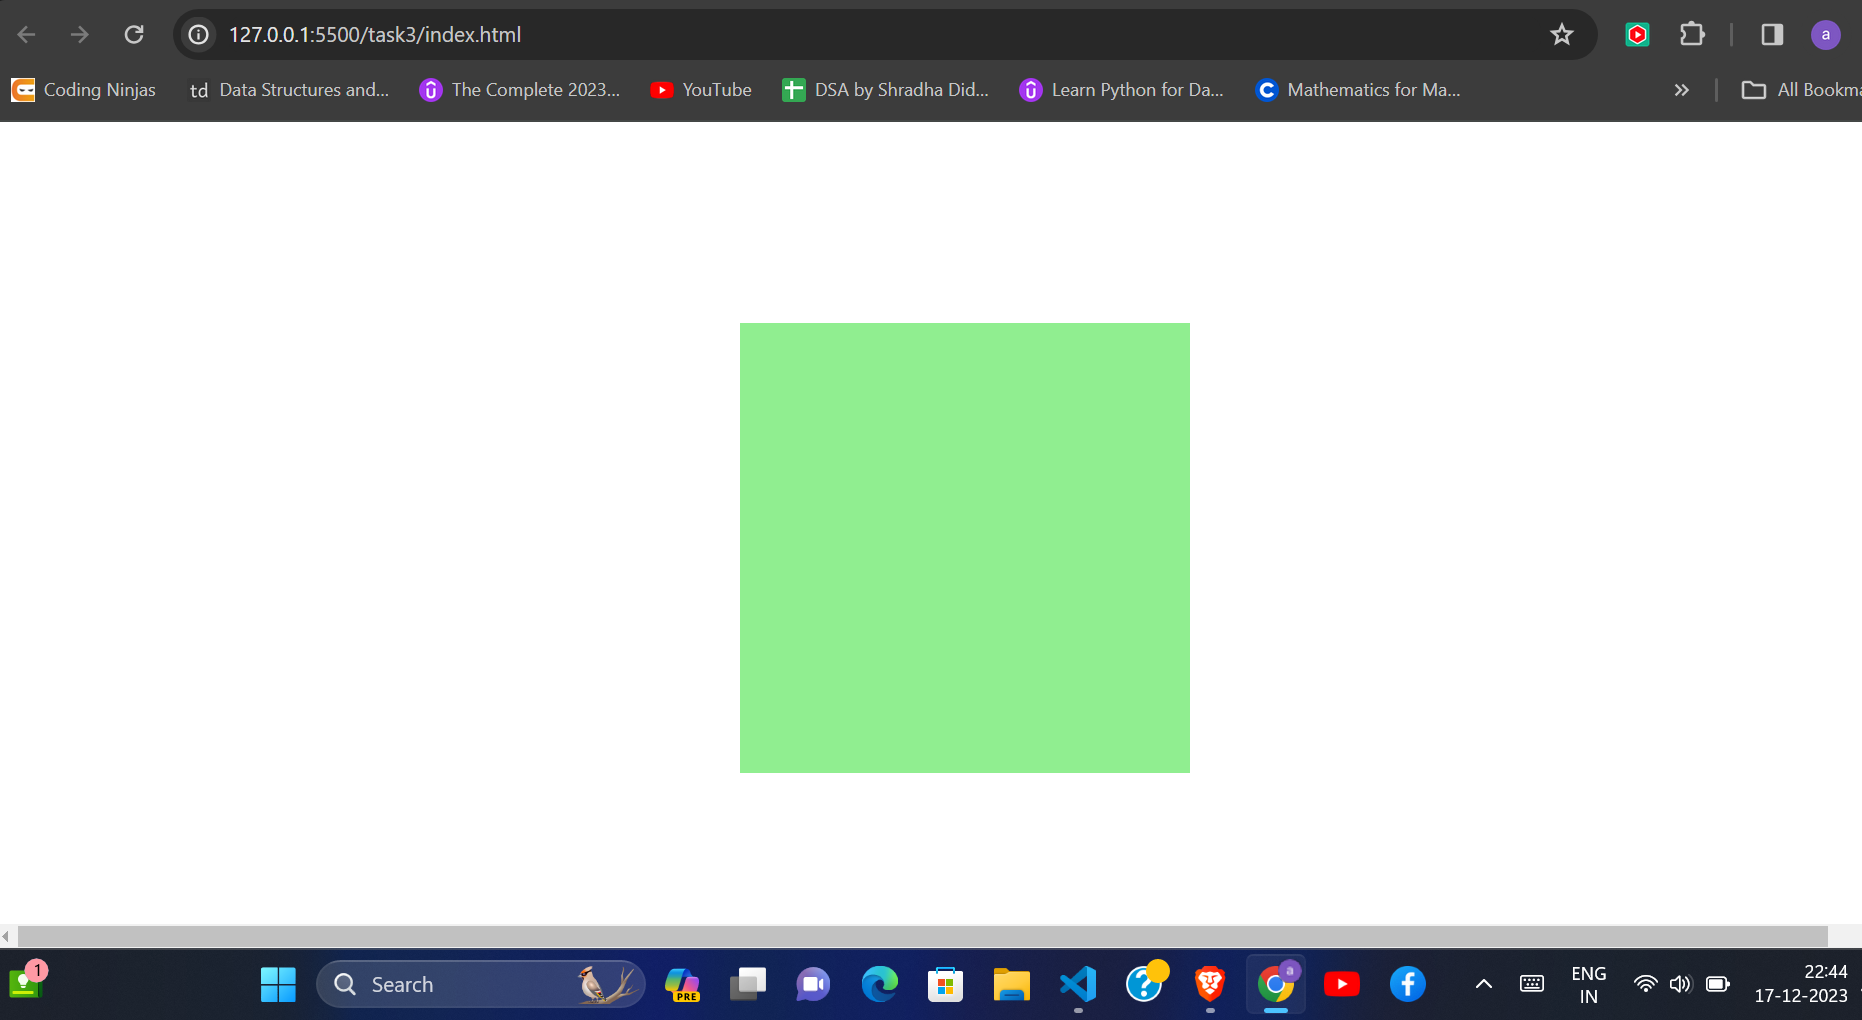 127.0.0.1:5500/task3/index.html
a
Coding Ninjas
td Data Structures and...
The Complete 2023...
YouTube
DSA by Shradha Did...
Learn Python for Da...
Mathematics for Ma...
»
All Bookma
1
Search
PRE
a
ENG
IN
22:44
17-12-2023